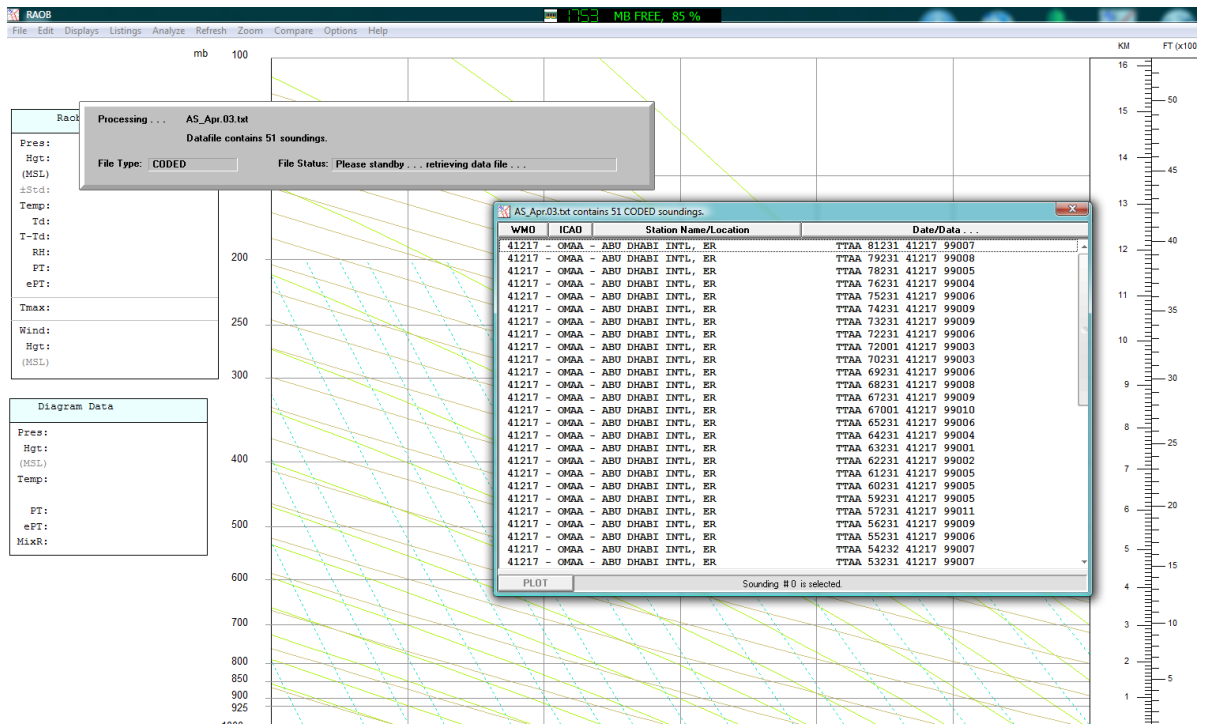 RAOB
1753 MB FREE, 85 %
File Edit Displays Listings Analyze Refresh Zoom Compare Options Help
mb
100
200
250
300
400
500
600
700
800
850
900
925
1000
Raob
Pres:
Hgt:
(MSL)
±Std:
Temp:
Td:
T-Td:
RH:
PT:
ePT:
Tmax:
Wind:
Hgt:
(MSL)
Diagram Data
Pres:
Hgt:
(MSL)
Temp:
PT:
ePT:
MixR:
Processing . . . AS_Apr.03.txt
Datafile contains 51 soundings.
File Type: CODED File Status: Please standby . . . retrieving data file . . .
AS_Apr.03.txt contains 51 CODED soundings.
WMO ICAO Station Name/Location Date/Data . . .
41217 - OMAA - ABU DHABI INTL, ER TTAA 81231 41217 99007
41217 - OMAA - ABU DHABI INTL, ER TTAA 79231 41217 99008
41217 - OMAA - ABU DHABI INTL, ER TTAA 78231 41217 99005
41217 - OMAA - ABU DHABI INTL, ER TTAA 76231 41217 99004
41217 - OMAA - ABU DHABI INTL, ER TTAA 75231 41217 99006
41217 - OMAA - ABU DHABI INTL, ER TTAA 74231 41217 99009
41217 - OMAA - ABU DHABI INTL, ER TTAA 73231 41217 99009
41217 - OMAA - ABU DHABI INTL, ER TTAA 72231 41217 99006
41217 - OMAA - ABU DHABI INTL, ER TTAA 72001 41217 99003
41217 - OMAA - ABU DHABI INTL, ER TTAA 70231 41217 99003
41217 - OMAA - ABU DHABI INTL, ER TTAA 69231 41217 99006
41217 - OMAA - ABU DHABI INTL, ER TTAA 68231 41217 99008
41217 - OMAA - ABU DHABI INTL, ER TTAA 67231 41217 99009
41217 - OMAA - ABU DHABI INTL, ER TTAA 67001 41217 99010
41217 - OMAA - ABU DHABI INTL, ER TTAA 65231 41217 99006
41217 - OMAA - ABU DHABI INTL, ER TTAA 64231 41217 99004
41217 - OMAA - ABU DHABI INTL, ER TTAA 63231 41217 99001
41217 - OMAA - ABU DHABI INTL, ER TTAA 62231 41217 99002
41217 - OMAA - ABU DHABI INTL, ER TTAA 61231 41217 99005
41217 - OMAA - ABU DHABI INTL, ER TTAA 60231 41217 99005
41217 - OMAA - ABU DHABI INTL, ER TTAA 59231 41217 99005
41217 - OMAA - ABU DHABI INTL, ER TTAA 57231 41217 99011
41217 - OMAA - ABU DHABI INTL, ER TTAA 56231 41217 99009
41217 - OMAA - ABU DHABI INTL, ER TTAA 55231 41217 99006
41217 - OMAA - ABU DHABI INTL, ER TTAA 54232 41217 99007
41217 - OMAA - ABU DHABI INTL, ER TTAA 53231 41217 99007
PLOT Sounding # 0 is selected.
KM FT (x100
16
15
14
13
12
11
10
9
8
7
6
5
4
3
2
1
50
45
40
35
30
25
20
15
10
5